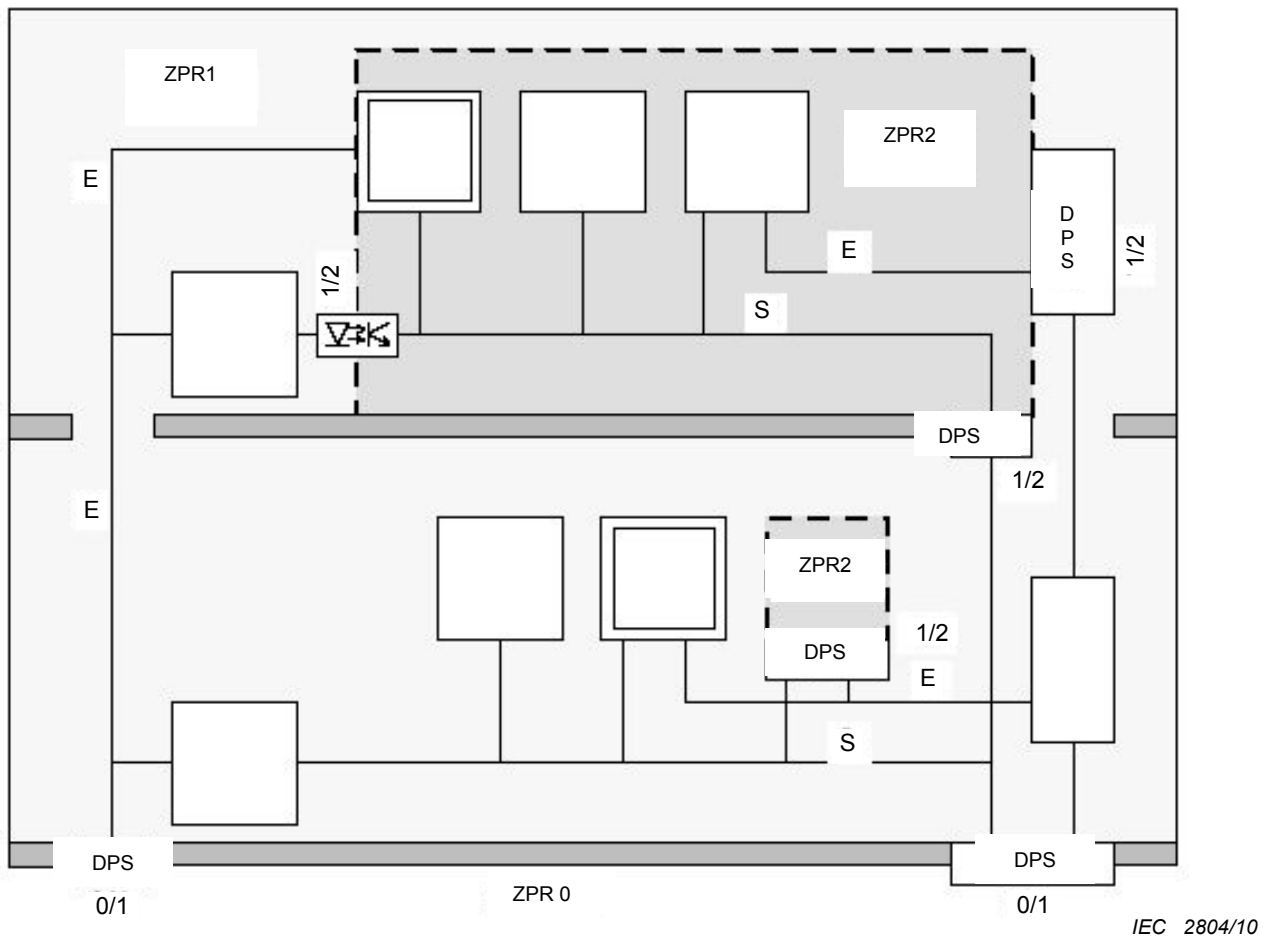 ZPR1
ZPR2
E
D
P
S
1/2
E
1/2
S
DPS
1/2
E
ZPR2
1/2
DPS
E
S
DPS
DPS
0/1
ZPR 0
0/1
IEC 2804/10